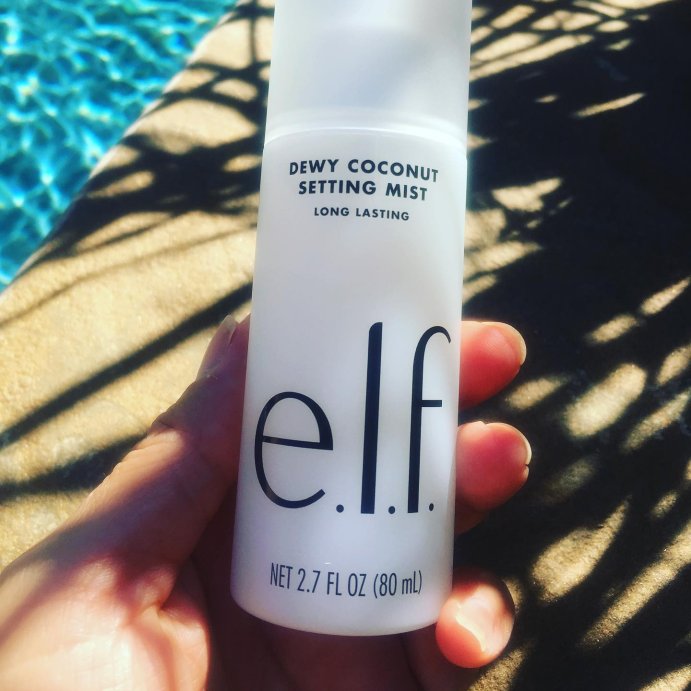 DEWY COCONUT
SETTING MIST
LONG LASTING
e.l.f.
NET 2.7 FL OZ (80 mL)